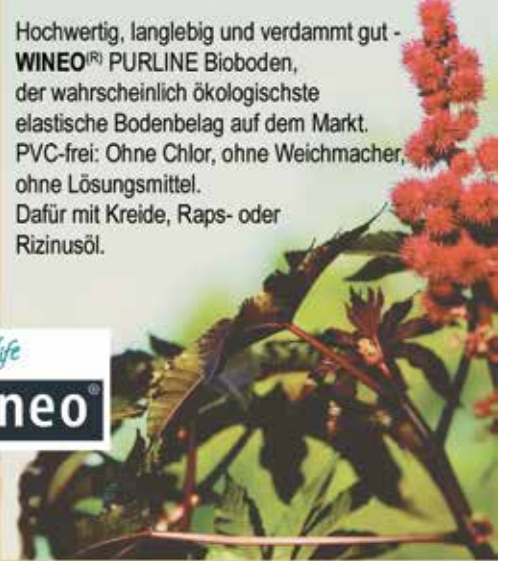 Hochwertig, langlebig und verdammt gut -
WINEO(R) PURLINE Bioboden,
der wahrscheinlich ökologischste
elastische Bodenbelag auf dem Markt.
PVC-frei: Ohne Chlor, ohne Weichmacher,
ohne Lösungsmittel.
Dafür mit Kreide, Raps- oder
Rizinusöl.
ife
neo®